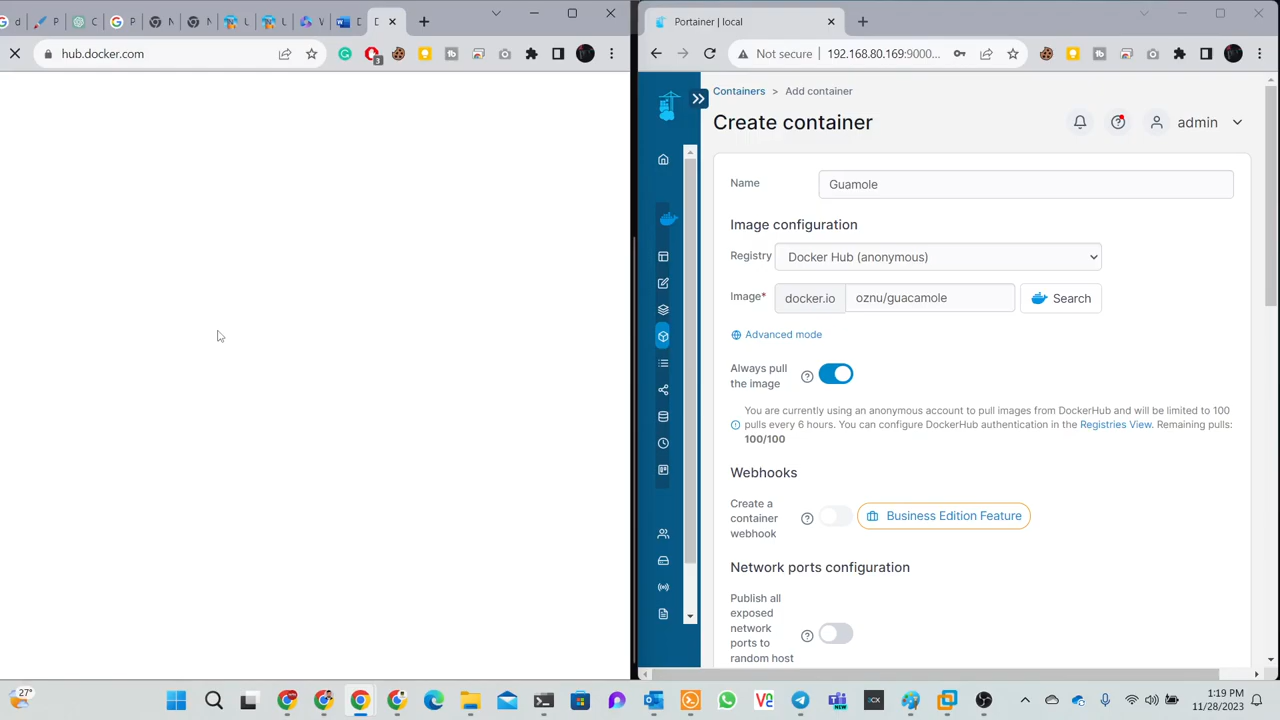 hub.docker.com
3
Portainer | local
Not secure
192.168.80.169:9000...
Containers > Add container
Create container
admin
Name
Guamole
Image configuration
Registry
Docker Hub (anonymous)
Image*
docker.io
oznu/guacamole
Search
Advanced mode
Always pull
the image
You are currently using an anonymous account to pull images from DockerHub and will be limited to 100
pulls every 6 hours. You can configure DockerHub authentication in the Registries View. Remaining pulls:
100/100
Webhooks
Create a
container
webhook
Business Edition Feature
Network ports configuration
Publish all
exposed
network
ports to
random host
27°
1:19 PM
11/28/2023